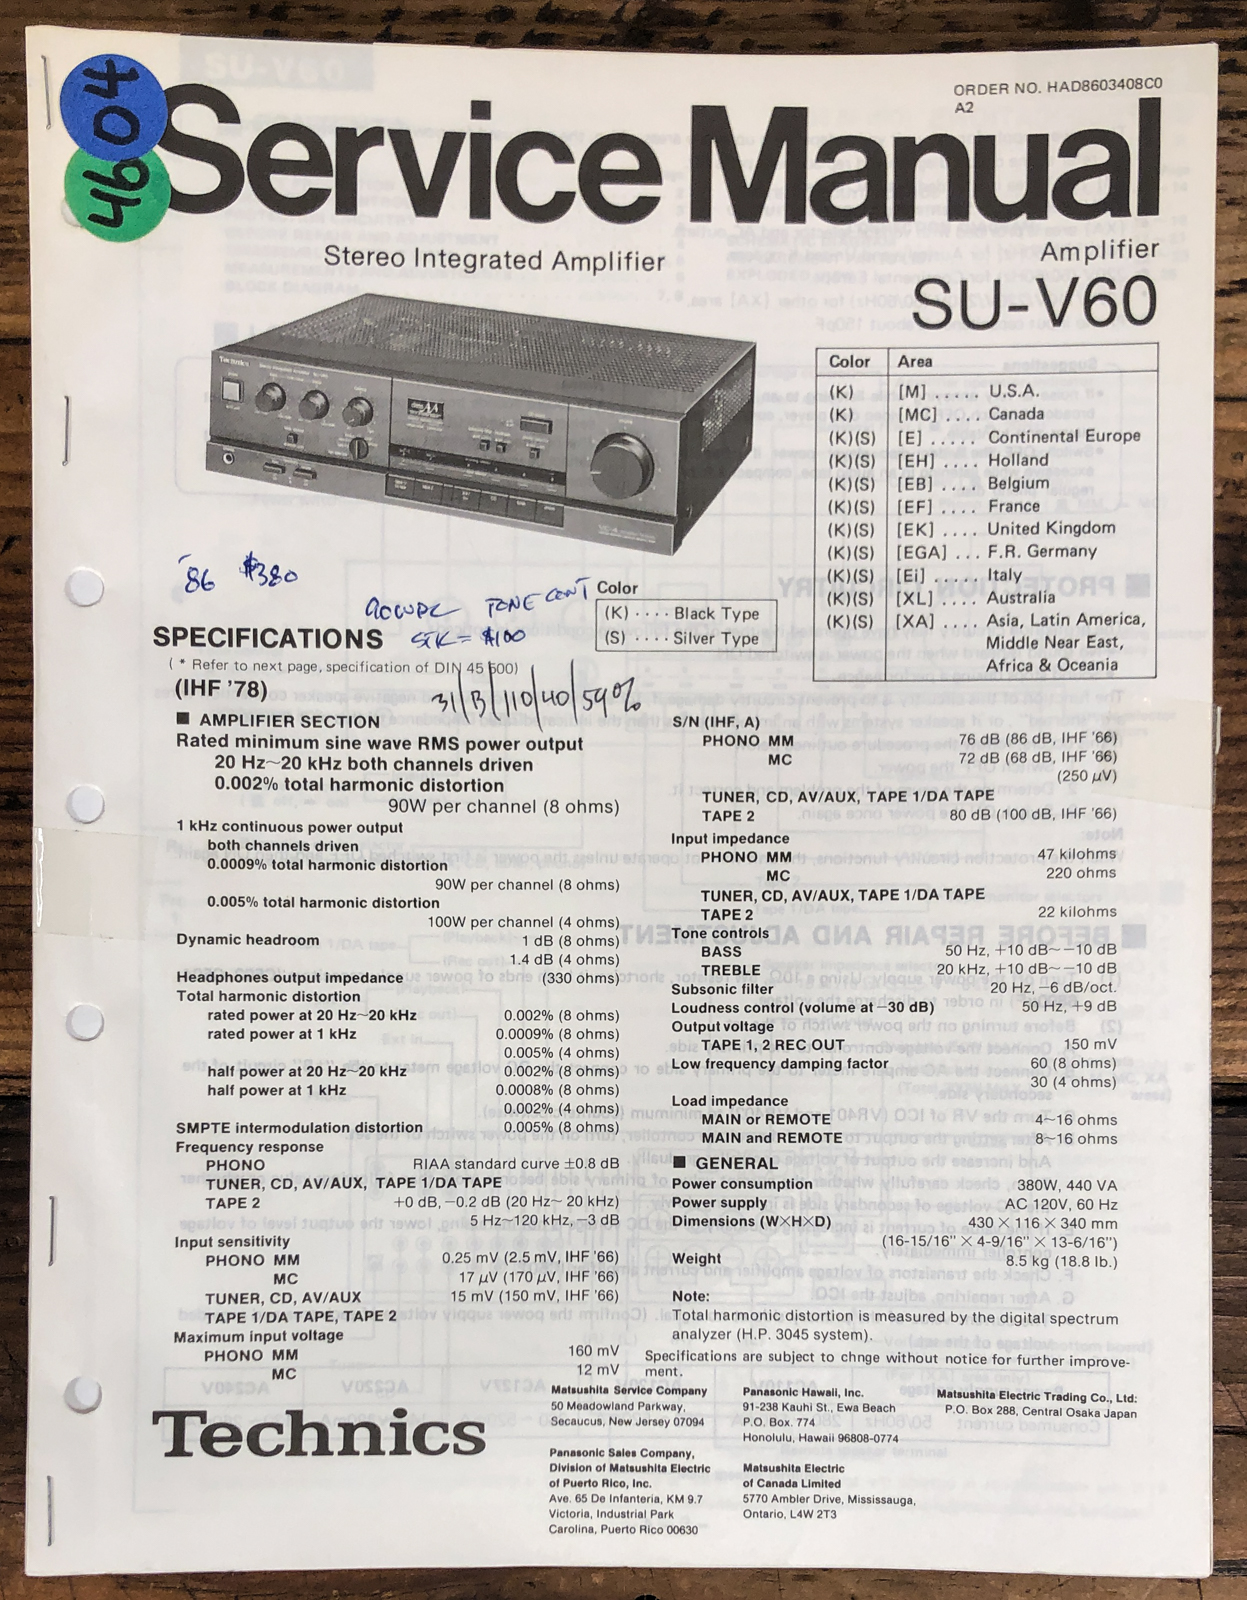 4604
ORDER NO. HAD8603408C0
A2
Service Manual
Stereo Integrated Amplifier
Amplifier
SU-V60
Technics
Color Area
(K) [M] ..... U.S.A.
(K) [MC] .... Canada
(K)(S) [E] ..... Continental Europe
(K)(S) [EH] .... Holland
(K)(S) [EB] .... Belgium
(K)(S) [EF] .... France
(K)(S) [EK] .... United Kingdom
(K)(S) [EGA] ... F.R. Germany
(K)(S) [Ei] ..... Italy
(K)(S) [XL] .... Australia
(K)(S) [XA] .... Asia, Latin America,
Middle Near East,
Africa & Oceania
'86 $380
TONE CONT
STK = $100
31/13/110/40/59%
Color
(K) .... Black Type
(S) .... Silver Type
SPECIFICATIONS
( * Refer to next page, specification of DIN 45 500)
(IHF '78)
■ AMPLIFIER SECTION
Rated minimum sine wave RMS power output
20 Hz~20 kHz both channels driven
0.002% total harmonic distortion
90W per channel (8 ohms)
1 kHz continuous power output
both channels driven
0.0009% total harmonic distortion
90W per channel (8 ohms)
0.005% total harmonic distortion
100W per channel (4 ohms)
Dynamic headroom 1 dB (8 ohms)
1.4 dB (4 ohms)
Headphones output impedance (330 ohms)
Total harmonic distortion
rated power at 20 Hz~20 kHz 0.002% (8 ohms)
rated power at 1 kHz 0.0009% (8 ohms)
0.005% (4 ohms)
half power at 20 Hz~20 kHz 0.002% (8 ohms)
half power at 1 kHz 0.0008% (8 ohms)
0.002% (4 ohms)
SMPTE intermodulation distortion 0.005% (8 ohms)
Frequency response
PHONO RIAA standard curve ±0.8 dB
TUNER, CD, AV/AUX, TAPE 1/DA TAPE
TAPE 2 +0 dB, −0.2 dB (20 Hz~ 20 kHz)
5 Hz~120 kHz, −3 dB
Input sensitivity
PHONO MM 0.25 mV (2.5 mV, IHF '66)
MC 17 μV (170 μV, IHF '66)
TUNER, CD, AV/AUX 15 mV (150 mV, IHF '66)
TAPE 1/DA TAPE, TAPE 2
Maximum input voltage
PHONO MM 160 mV
MC 12 mV
S/N (IHF, A)
PHONO MM 76 dB (86 dB, IHF '66)
MC 72 dB (68 dB, IHF '66)
(250 μV)
TUNER, CD, AV/AUX, TAPE 1/DA TAPE
TAPE 2 80 dB (100 dB, IHF '66)
Input impedance
PHONO MM 47 kilohms
MC 220 ohms
TUNER, CD, AV/AUX, TAPE 1/DA TAPE
TAPE 2 22 kilohms
Tone controls
BASS 50 Hz, +10 dB~−10 dB
TREBLE 20 kHz, +10 dB~−10 dB
Subsonic filter 20 Hz, −6 dB/oct.
Loudness control (volume at −30 dB) 50 Hz, +9 dB
Output voltage
TAPE 1, 2 REC OUT 150 mV
Low frequency damping factor 60 (8 ohms)
30 (4 ohms)
Load impedance
MAIN or REMOTE 4~16 ohms
MAIN and REMOTE 8~16 ohms
■ GENERAL
Power consumption 380W, 440 VA
Power supply AC 120V, 60 Hz
Dimensions (W×H×D) 430 × 116 × 340 mm
(16-15/16" × 4-9/16" × 13-6/16")
Weight 8.5 kg (18.8 lb.)
Note:
Total harmonic distortion is measured by the digital spectrum
analyzer (H.P. 3045 system).
Specifications are subject to chnge without notice for further improve-
ment.
Technics
Matsushita Service Company
50 Meadowland Parkway,
Secaucus, New Jersey 07094
Panasonic Sales Company,
Division of Matsushita Electric
of Puerto Rico, Inc.
Ave. 65 De Infanteria, KM 9.7
Victoria, Industrial Park
Carolina, Puerto Rico 00630
Panasonic Hawaii, Inc.
91-238 Kauhi St., Ewa Beach
P.O. Box. 774
Honolulu, Hawaii 96808-0774
Matsushita Electric
of Canada Limited
5770 Ambler Drive, Mississauga,
Ontario, L4W 2T3
Matsushita Electric Trading Co., Ltd:
P.O. Box 288, Central Osaka Japan